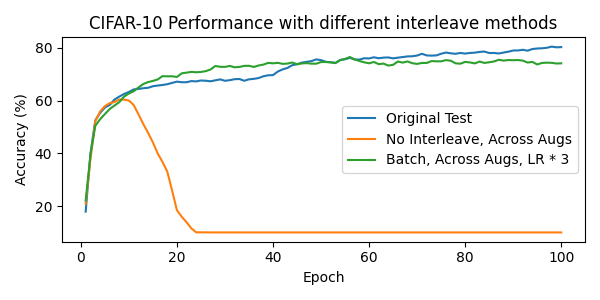 CIFAR-10 Performance with different interleave methods
Accuracy (%)
80
60
40
20
Original Test
No Interleave, Across Augs
Batch, Across Augs, LR * 3
0
20
40
60
80
100
Epoch